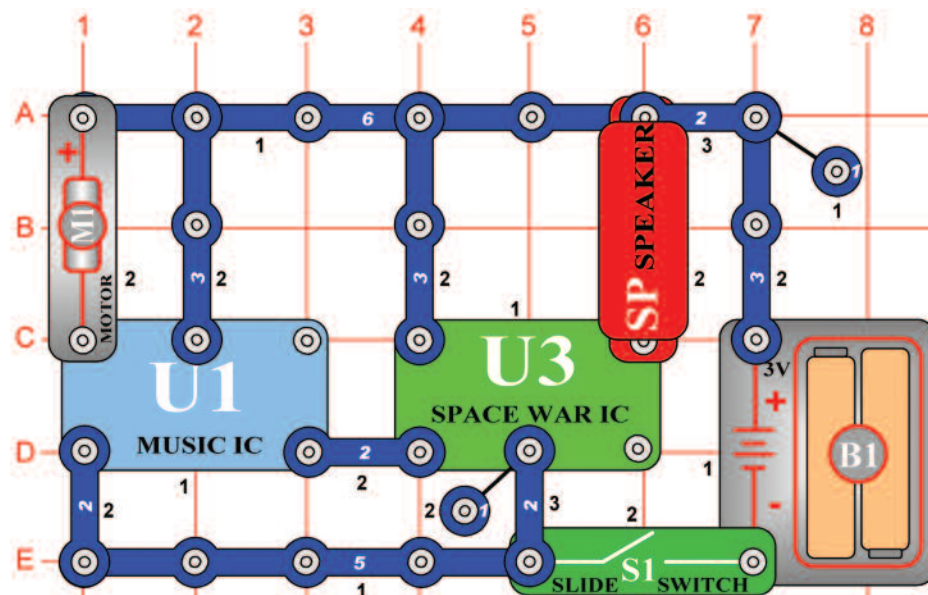 1 2 3 4 5 6 7 8
A 6 2
1 3 1
1
B + M1 SPEAKER
2 3 2 3 2 SP 2 3 2
MOTOR 1
C U1 U3 3V
MUSIC IC SPACE WAR IC + B1
D 2 1
2 2 1 2 1 2 3 2 -
E 5 S1
SLIDE SWITCH
1